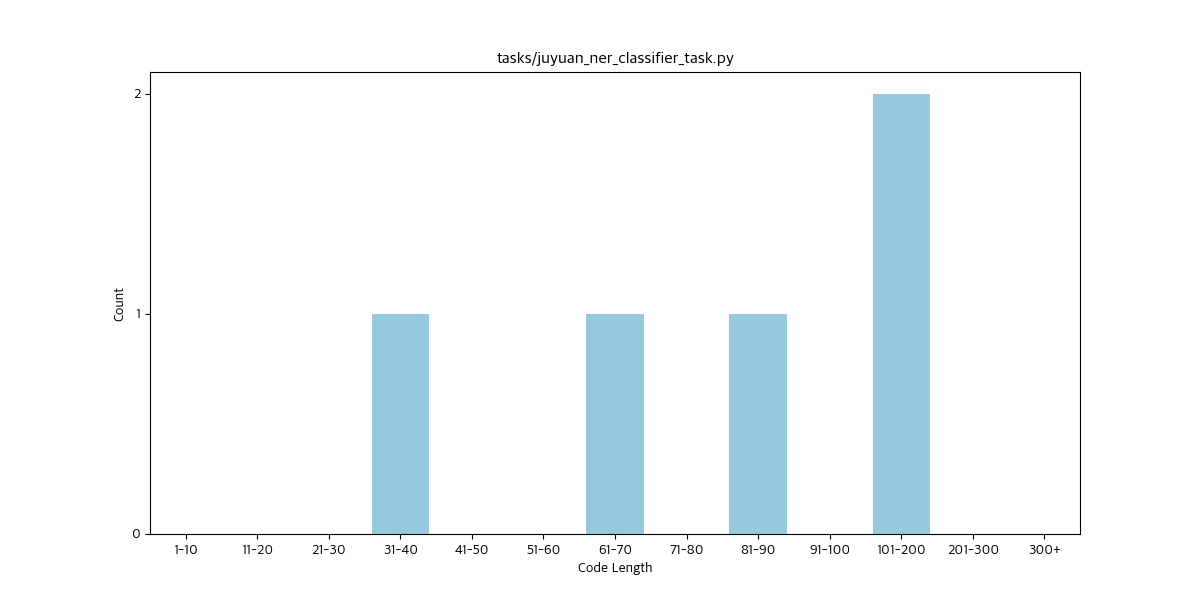 tasks/juyuan_ner_classifier_task.py
2
1
0
Count
1-10 11-20 21-30 31-40 41-50 51-60 61-70 71-80 81-90 91-100 101-200 201-300 300+
Code Length